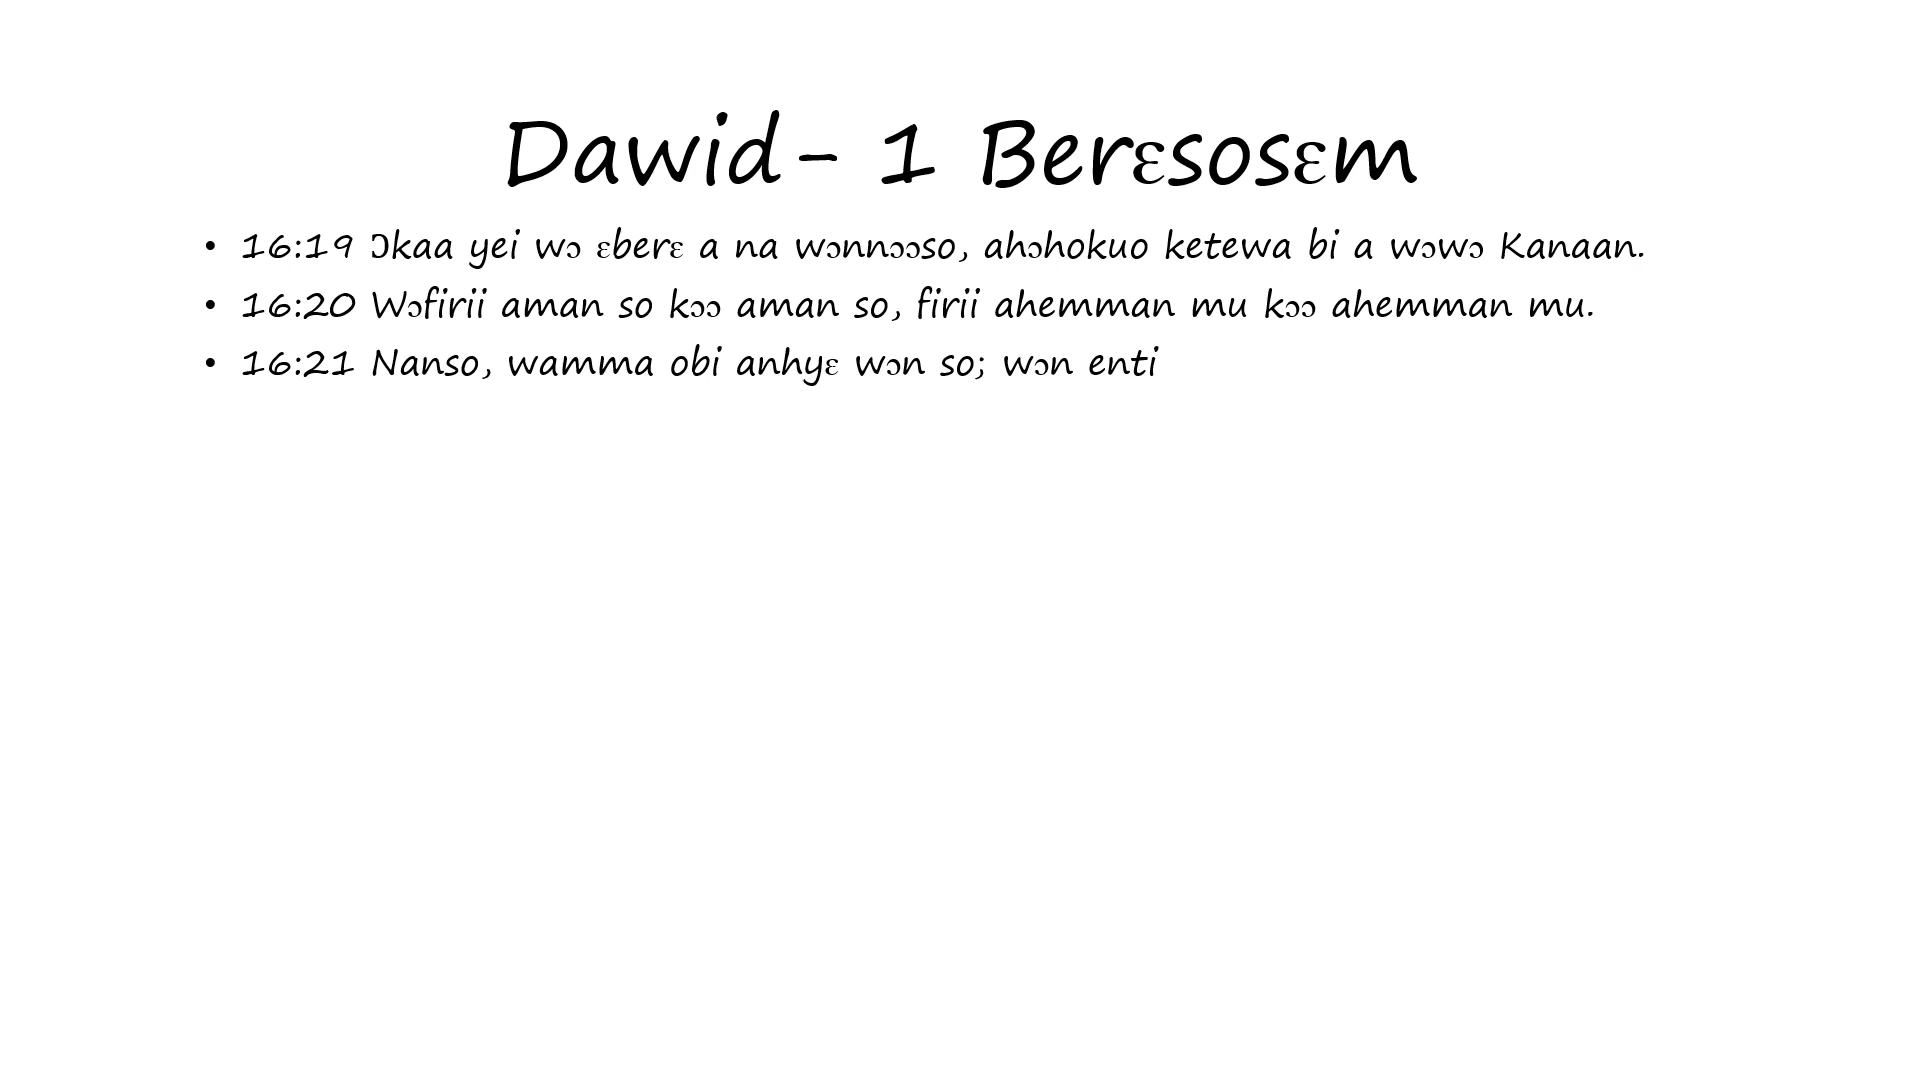 Dawid- 1 Berɛsosɛm
• 16:19 Ɔkaa yei wɔ ɛberɛ a na wɔnnɔɔso, ahɔhokuo ketewa bi a wɔwɔ Kanaan.
• 16:20 Wɔfirii aman so kɔɔ aman so, firii ahemman mu kɔɔ ahemman mu.
• 16:21 Nanso, wamma obi anhyɛ wɔn so; wɔn enti